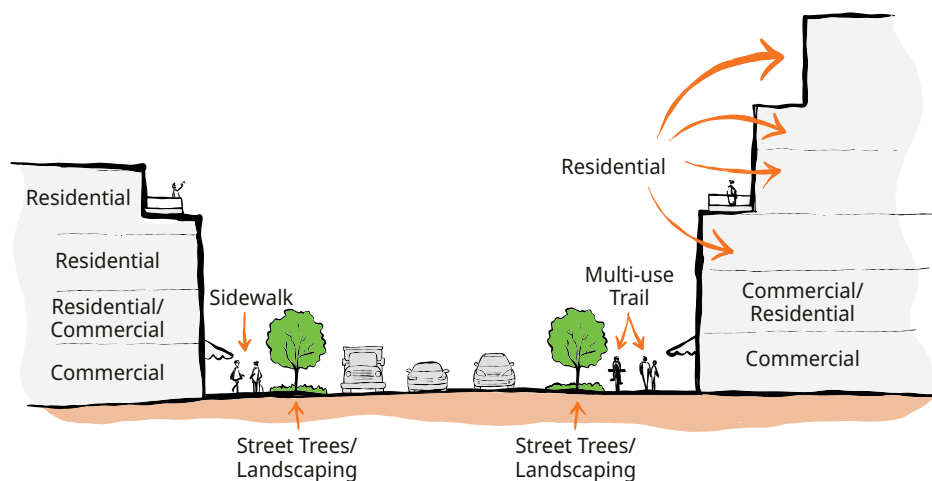 Residential
Residential
Residential/
Commercial
Commercial
Sidewalk
Street Trees/
Landscaping
Street Trees/
Landscaping
Multi-use
Trail
Residential
Commercial/
Residential
Commercial